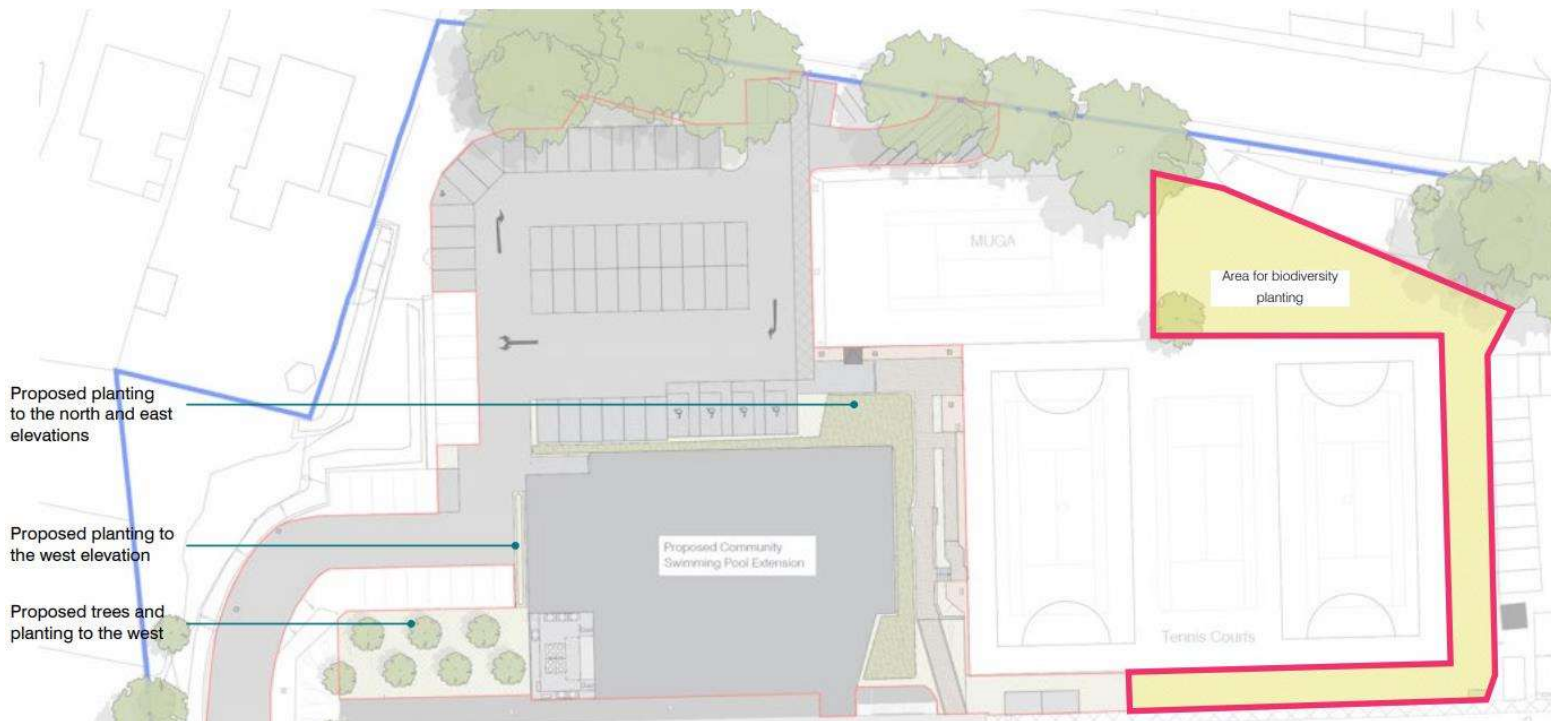 MUGA
Area for biodiversity
planting
Proposed planting
to the north and east
elevations
Proposed planting to
the west elevation
Proposed Community
Swimming Pool Extension
Proposed trees and
planting to the west
Tennis Courts